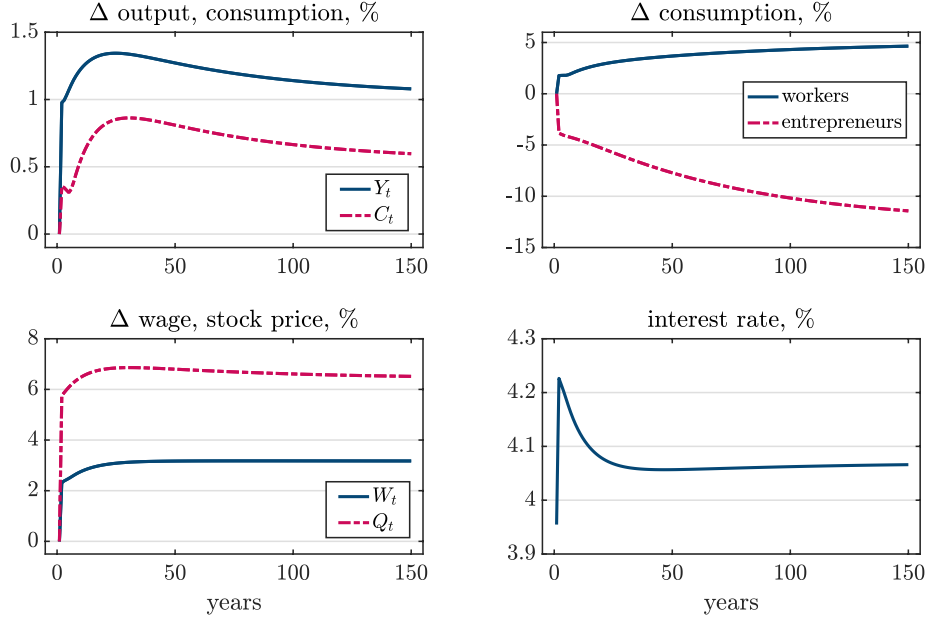 Δ output, consumption, %
1.5
1
0.5
0
Y_t
C_t
0 50 100 150
Δ consumption, %
5
0
-5
-10
-15
workers
entrepreneurs
0 50 100 150
Δ wage, stock price, %
8
6
4
2
0
W_t
Q_t
0 50 100 150
years
interest rate, %
4.3
4.2
4.1
4
3.9
0 50 100 150
years